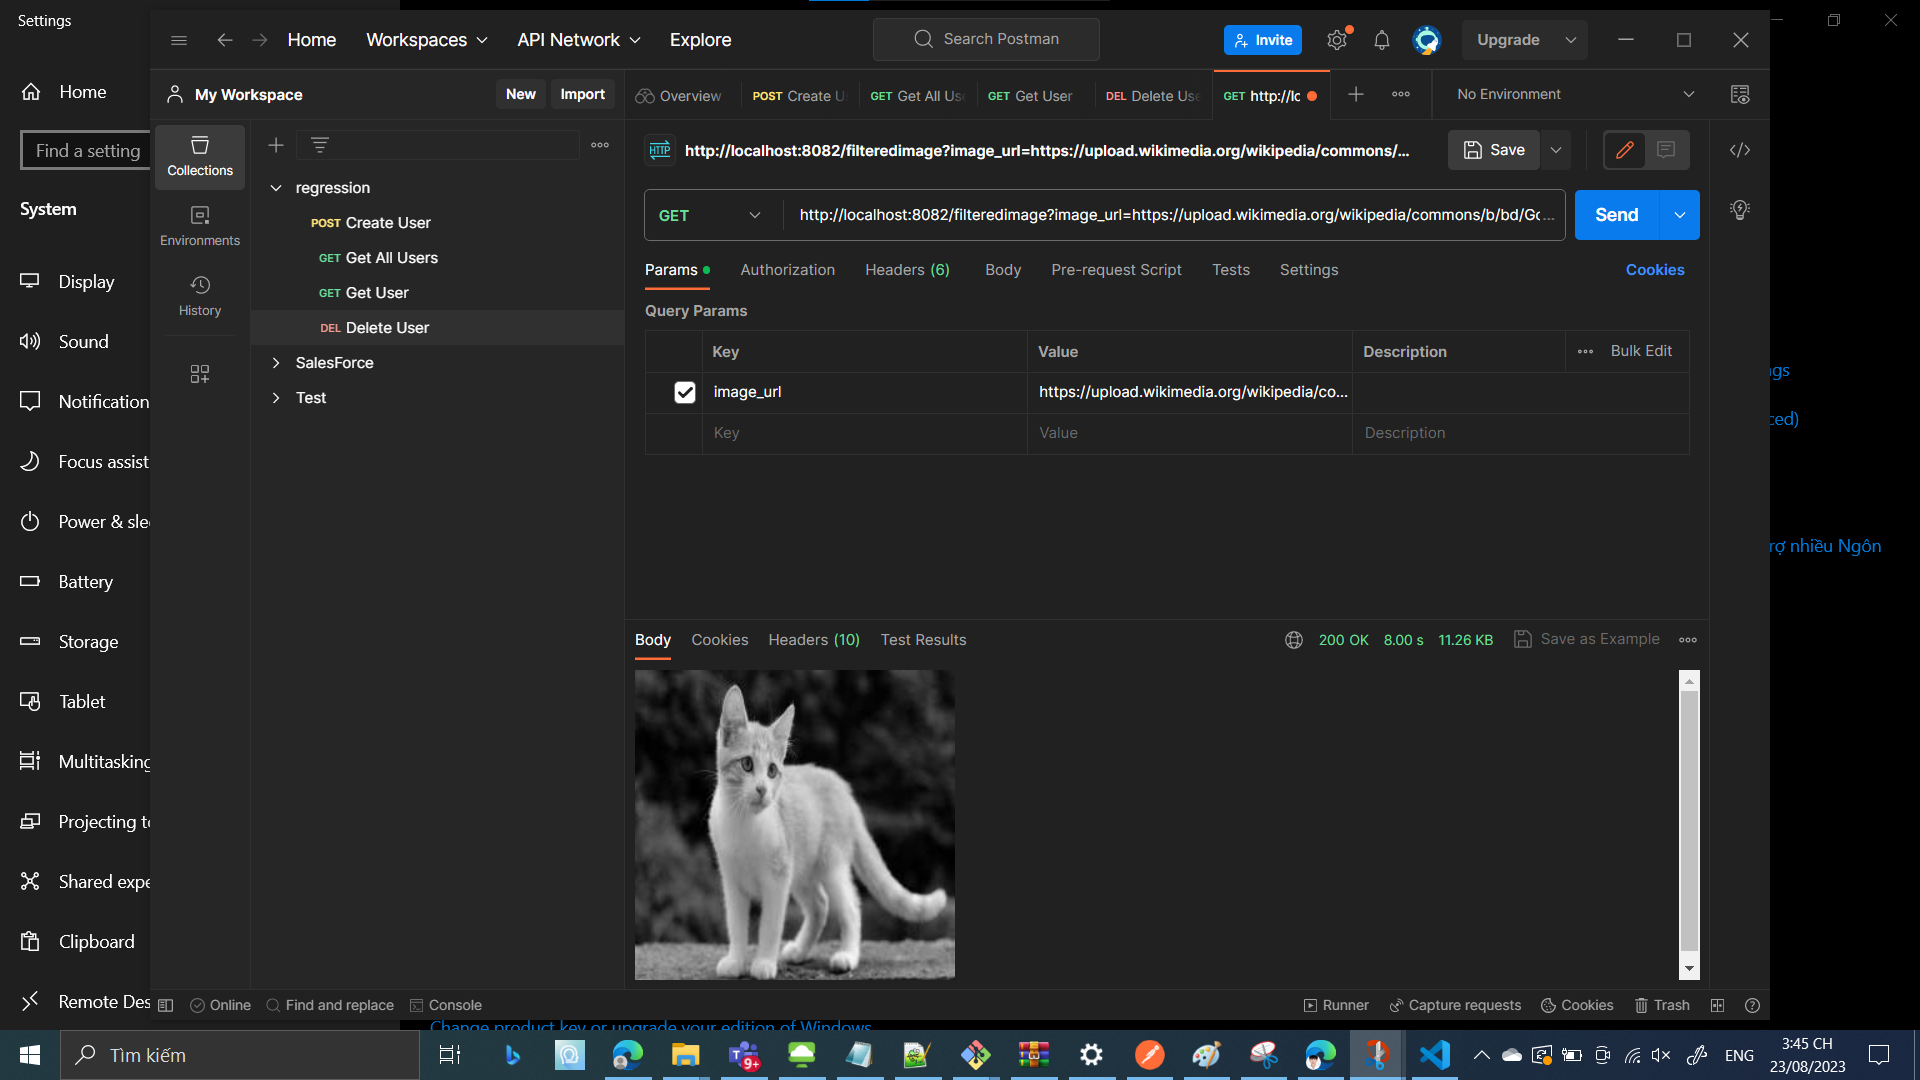 Settings
Home
Find a setting
System
Display
Sound
Notification
Focus assist
Power & sle
Battery
Storage
Tablet
Multitasking
Projecting to
Shared expe
Clipboard
Remote Des
Home Workspaces API Network Explore
Search Postman
Invite
Upgrade
My Workspace
New Import
Overview
POST Create U
GET Get All Use
GET Get User
DEL Delete Use
GET http://lo
No Environment
Collections
Environments
History
regression
POST Create User
GET Get All Users
GET Get User
DEL Delete User
SalesForce
Test
HTTP http://localhost:8082/filteredimage?image_url=https://upload.wikimedia.org/wikipedia/commons/...
Save
GET http://localhost:8082/filteredimage?image_url=https://upload.wikimedia.org/wikipedia/commons/b/bd/Go...
Send
Params Authorization Headers (6) Body Pre-request Script Tests Settings Cookies
Query Params
Key Value Description Bulk Edit
image_url https://upload.wikimedia.org/wikipedia/co...
Key Value Description
Body Cookies Headers (10) Test Results 200 OK 8.00 s 11.26 KB Save as Example
Online Find and replace Console Runner Capture requests Cookies Trash
ngs
ced)
rợ nhiều Ngôn
Change product key or upgrade your edition of Windows
Tìm kiếm
9+
ENG
3:45 CH
23/08/2023